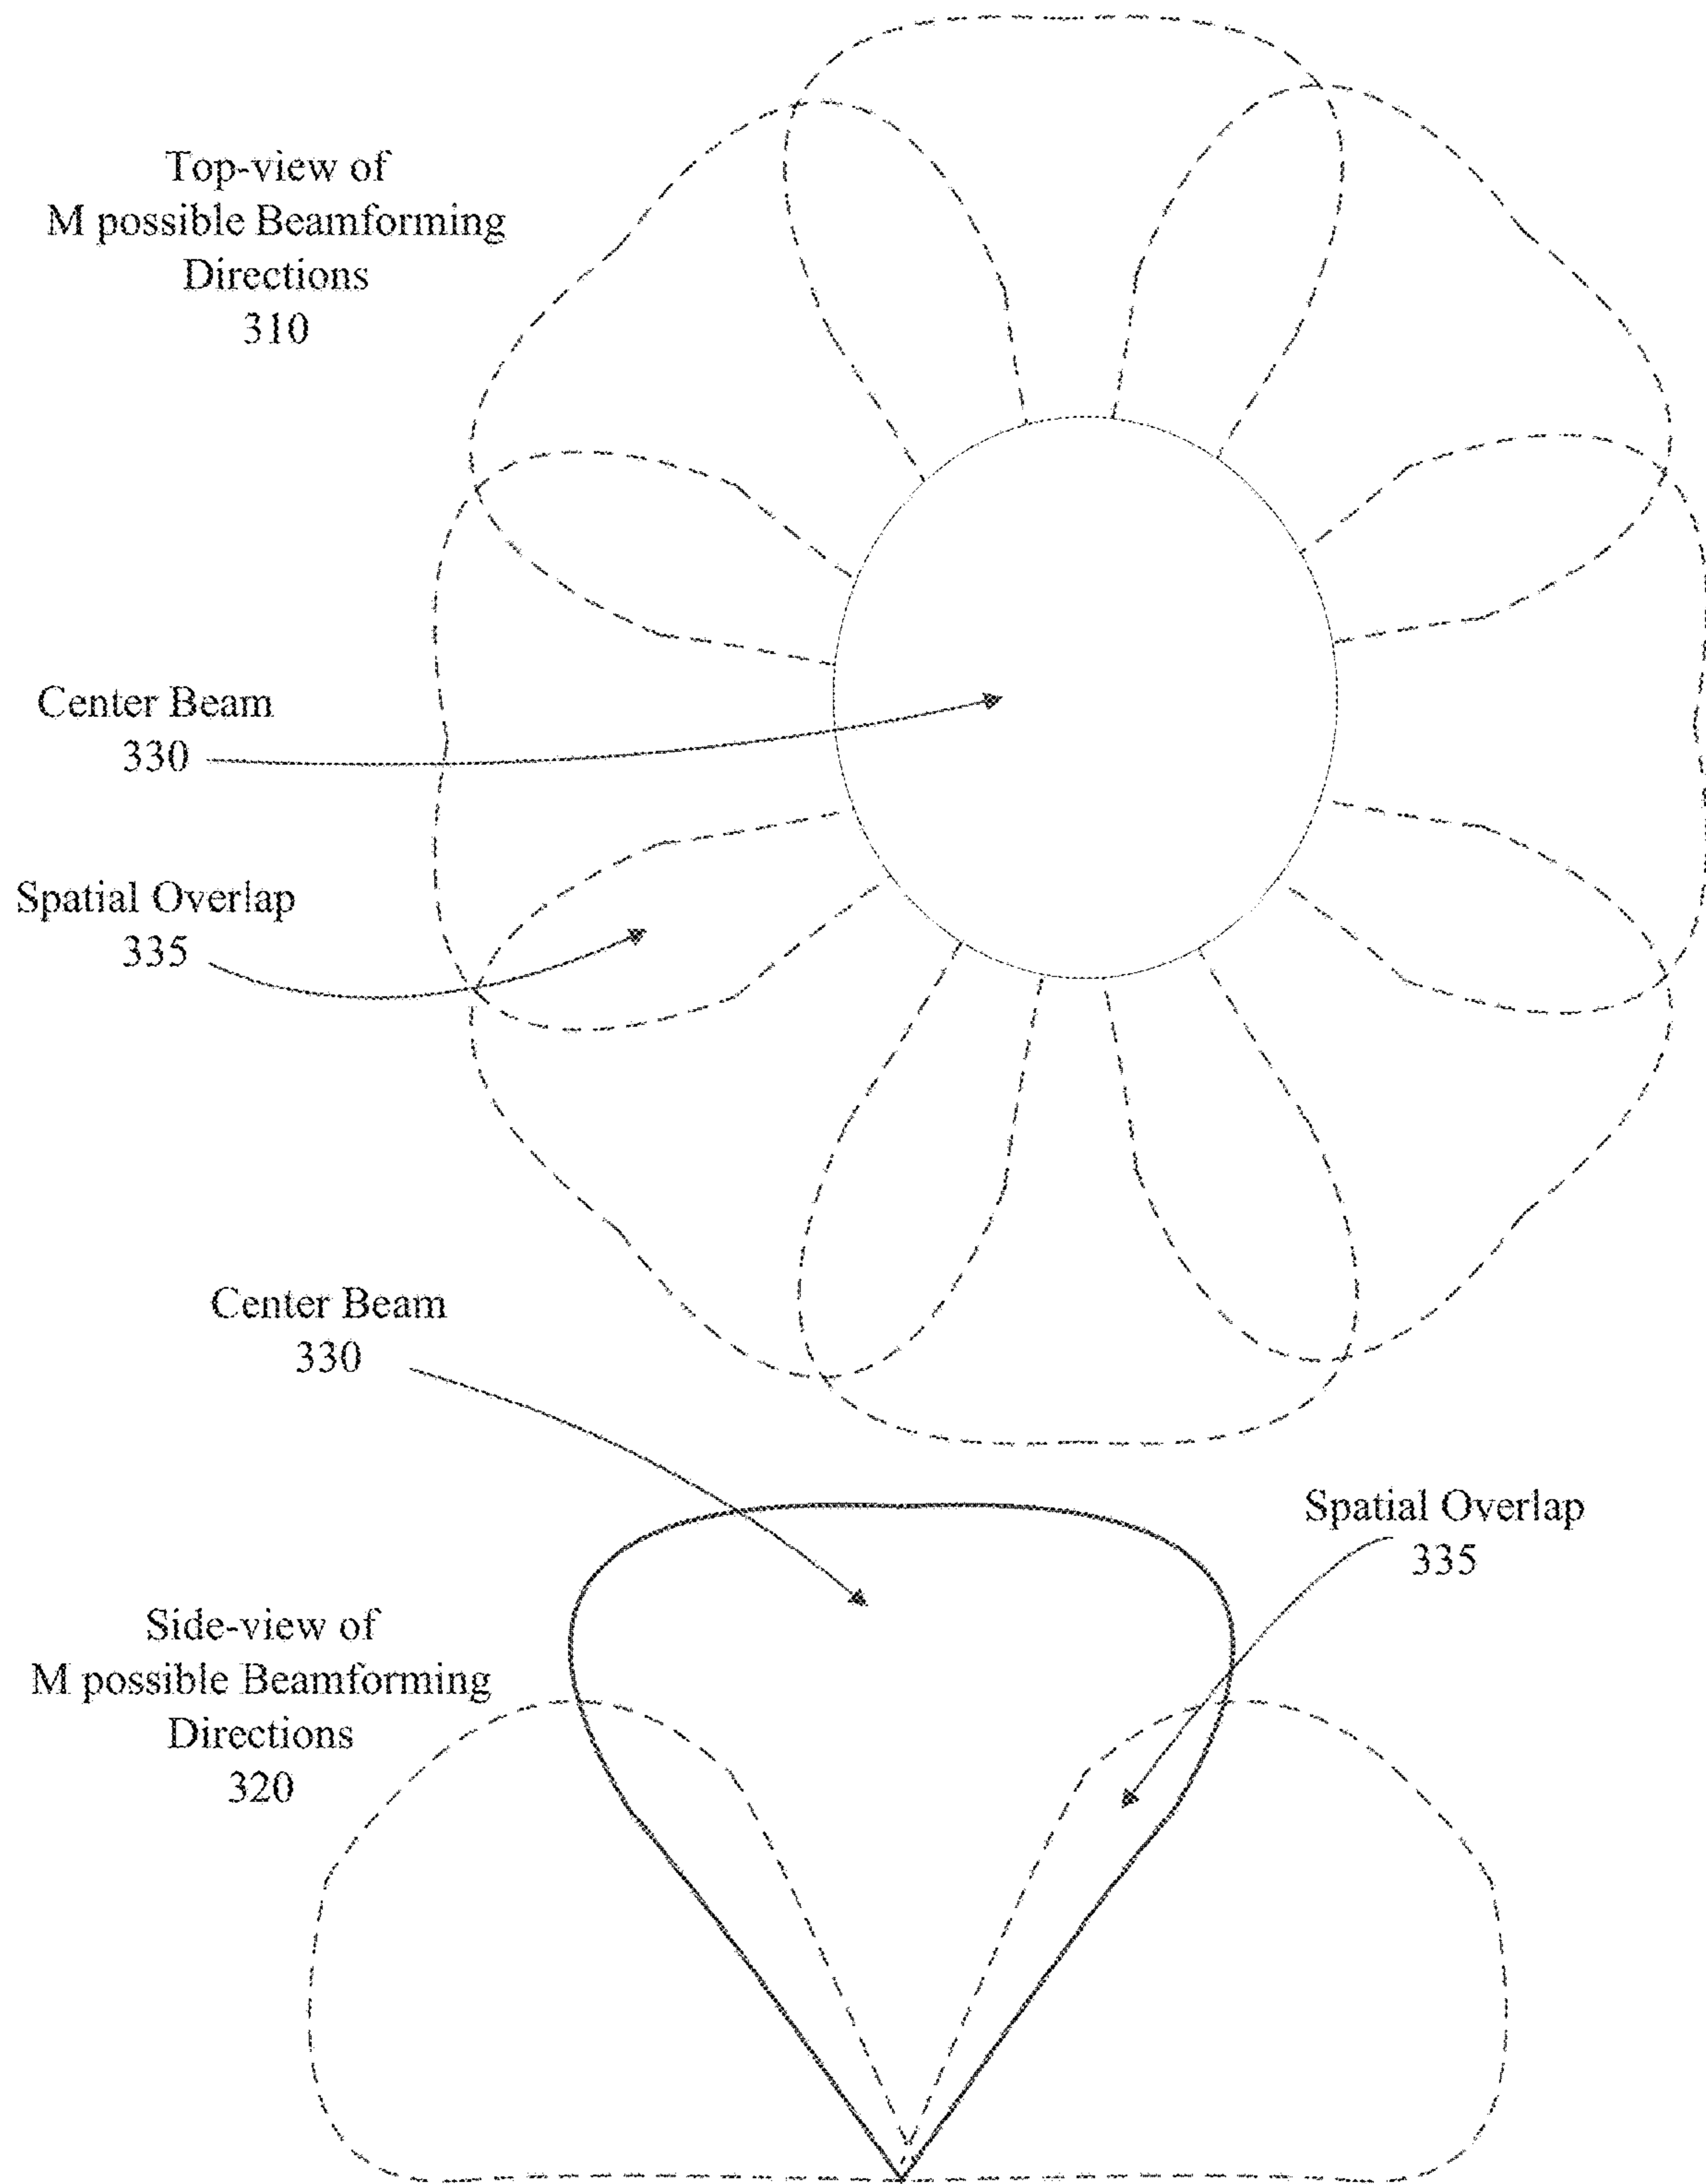 Top-view of
M possible Beamforming
Directions
310
Center Beam
330
Spatial Overlap
335
Center Beam
330
Spatial Overlap
335
Side-view of
M possible Beamforming
Directions
320